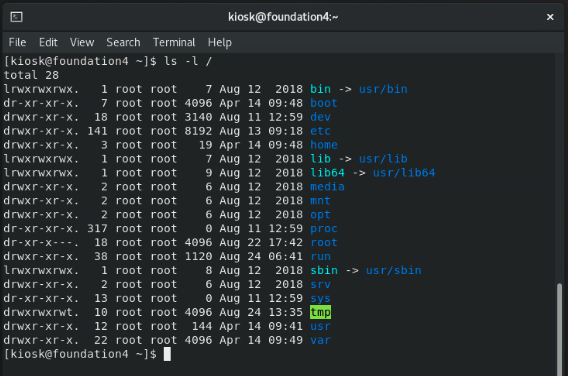 kiosk@foundation4:~
File Edit View Search Terminal Help
[kiosk@foundation4 ~]$ ls -l /
total 28
lrwxrwxrwx.   1 root root    7 Aug 12  2018 bin -> usr/bin
dr-xr-xr-x.   7 root root 4096 Apr 14 09:48 boot
drwxr-xr-x.  18 root root 3140 Aug 11 12:59 dev
drwxr-xr-x. 141 root root 8192 Aug 13 09:18 etc
drwxr-xr-x.   3 root root   19 Apr 14 09:48 home
lrwxrwxrwx.   1 root root    7 Aug 12  2018 lib -> usr/lib
lrwxrwxrwx.   1 root root    9 Aug 12  2018 lib64 -> usr/lib64
drwxr-xr-x.   2 root root    6 Aug 12  2018 media
drwxr-xr-x.   2 root root    6 Aug 12  2018 mnt
drwxr-xr-x.   2 root root    6 Aug 12  2018 opt
dr-xr-xr-x. 317 root root    0 Aug 11 12:59 proc
dr-xr-x---.  18 root root 4096 Aug 22 17:42 root
drwxr-xr-x.  38 root root 1120 Aug 24 06:41 run
lrwxrwxrwx.   1 root root    8 Aug 12  2018 sbin -> usr/sbin
drwxr-xr-x.   2 root root    6 Aug 12  2018 srv
dr-xr-xr-x.  13 root root    0 Aug 11 12:59 sys
drwxrwxrwt.  10 root root 4096 Aug 24 13:35 tmp
drwxr-xr-x.  12 root root  144 Apr 14 09:41 usr
drwxr-xr-x.  22 root root 4096 Apr 14 09:49 var
[kiosk@foundation4 ~]$